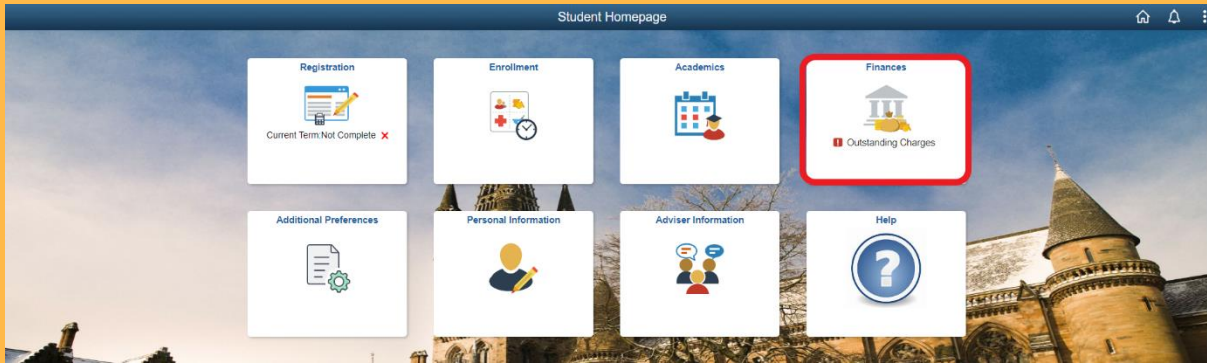 Student Homepage
Registration
Current Term:Not Complete
Enrollment
Academics
Finances
Outstanding Charges
Additional Preferences
Personal Information
Adviser Information
Help